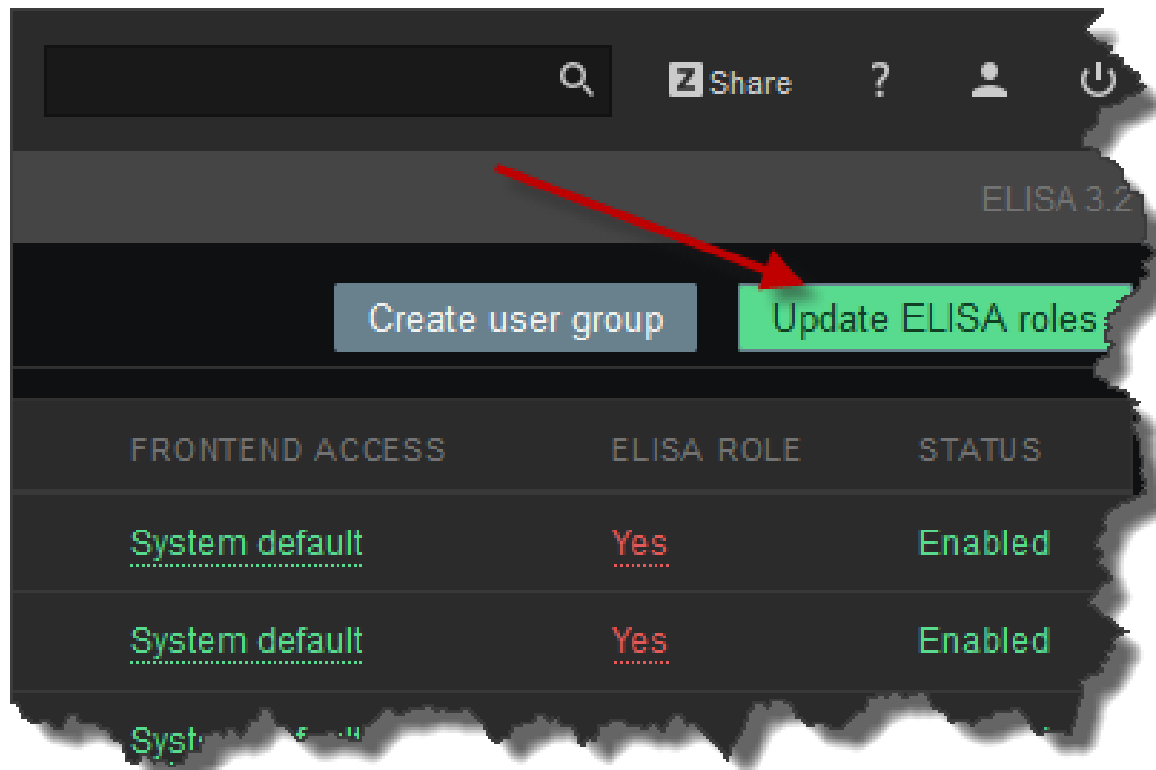 Z Share ?
ELISA 3.2
Create user group Update ELISA roles
FRONTEND ACCESS ELISA ROLE STATUS
System default Yes Enabled
System default Yes Enabled